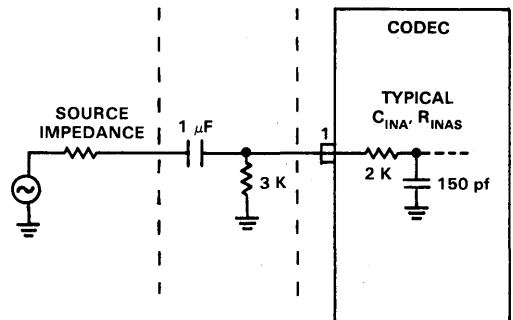 CODEC
TYPICAL
C_INA, R_INAS
SOURCE
IMPEDANCE
1 μF
1
3 K
2 K
150 pf